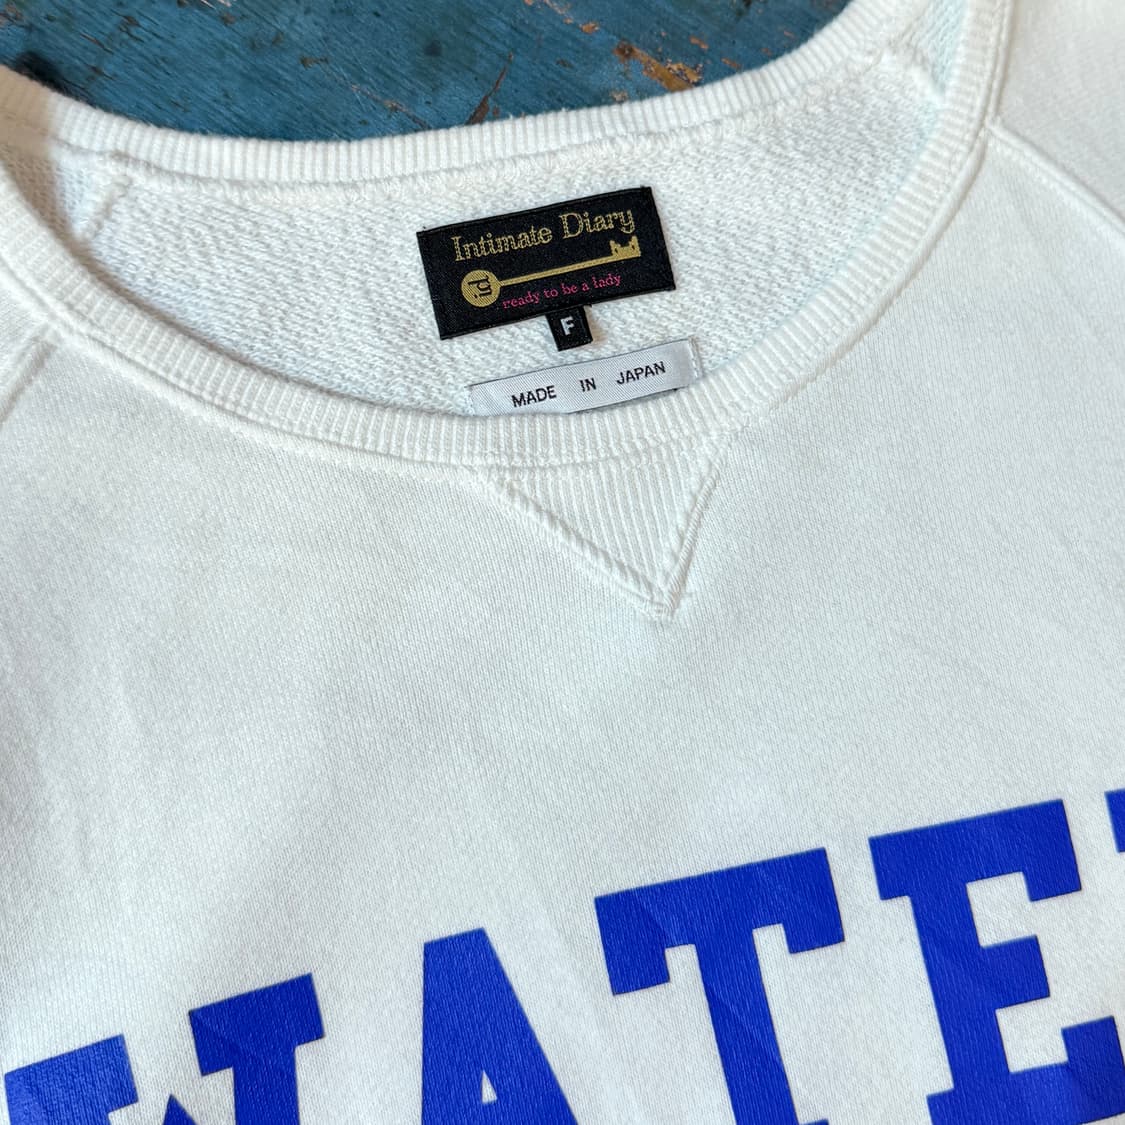 Intimate Diary
ready to be a lady
F
MADE IN JAPAN
WATE